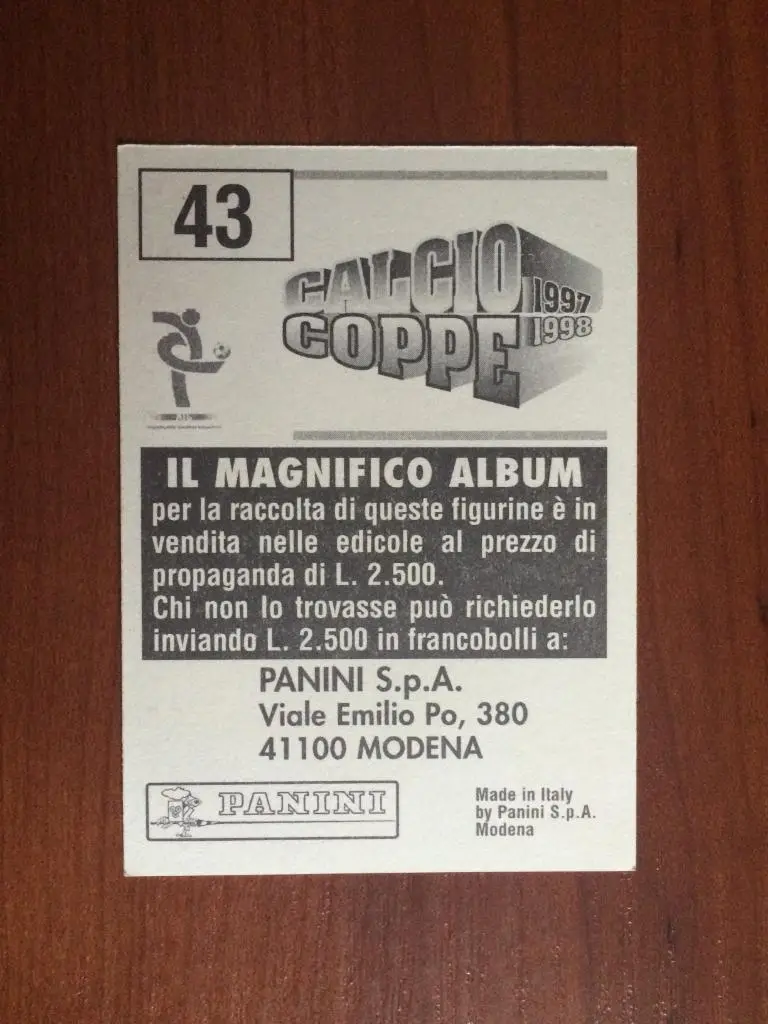 43
CALCIO
1997
COPPE
1998
IL MAGNIFICO ALBUM
per la raccolta di queste figurine è in
vendita nelle edicole al prezzo di
propaganda di L. 2.500.
Chi non lo trovasse può richiederlo
inviando L. 2.500 in francobolli a:
PANINI S.p.A.
Viale Emilio Po, 380
41100 MODENA
PANINI
Made in Italy
by Panini S.p.A.
Modena